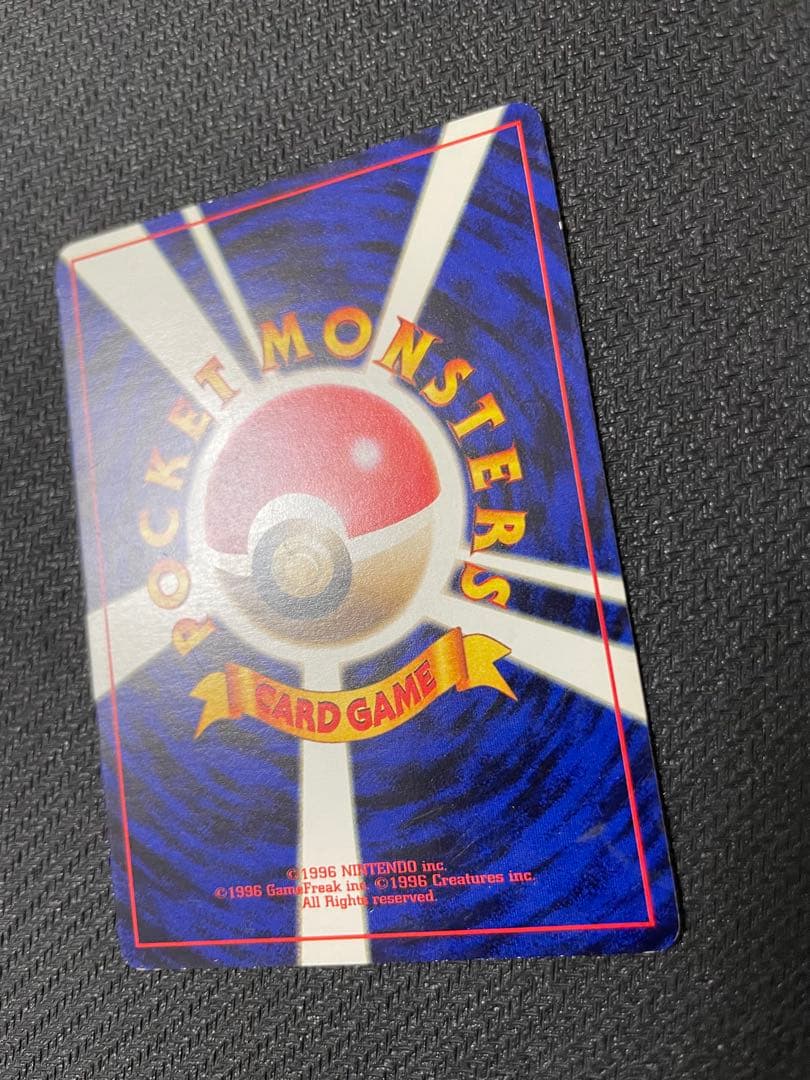 POCKET MONSTERS
CARD GAME
©1996 NINTENDO inc.
©1996 GameFreak inc. ©1996 Creatures inc.
All Rights reserved.